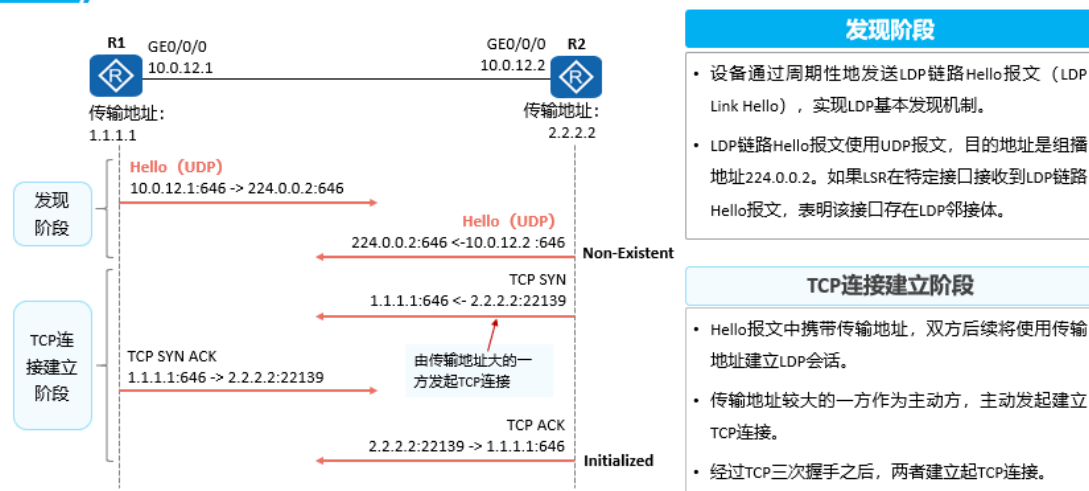 R1
GE0/0/0
10.0.12.1
GE0/0/0
R2
10.0.12.2
R
R
传输地址：
1.1.1.1
传输地址：
2.2.2.2
发现
阶段
Hello（UDP）
10.0.12.1:646 -> 224.0.0.2:646
Hello（UDP）
224.0.0.2:646 <-10.0.12.2 :646
Non-Existent
TCP连
接建立
阶段
TCP SYN
1.1.1.1:646 <- 2.2.2.2:22139
由传输地址大的一
方发起TCP连接
TCP SYN ACK
1.1.1.1:646 -> 2.2.2.2:22139
TCP ACK
2.2.2.2:22139 -> 1.1.1.1:646
Initialized
发现阶段
• 设备通过周期性地发送LDP链路Hello报文（LDP
Link Hello），实现LDP基本发现机制。
• LDP链路Hello报文使用UDP报文，目的地址是组播
地址224.0.0.2。如果LSR在特定接口接收到LDP链路
Hello报文，表明该接口存在LDP邻接体。
TCP连接建立阶段
• Hello报文中携带传输地址，双方后续将使用传输
地址建立LDP会话。
• 传输地址较大的一方作为主动方，主动发起建立
TCP连接。
• 经过TCP三次握手之后，两者建立起TCP连接。